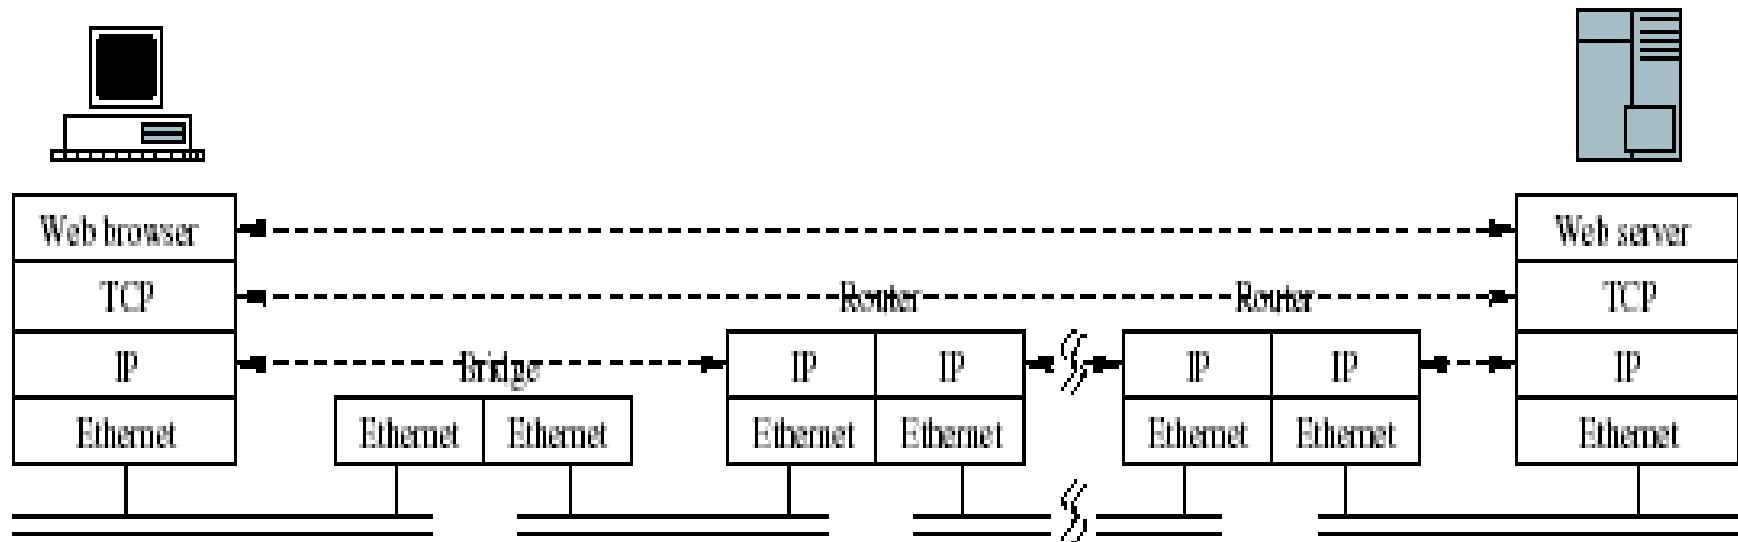 Web browser Web server
TCP Router Router TCP
IP Bridge IP IP IP IP IP
Ethernet Ethernet Ethernet Ethernet Ethernet Ethernet Ethernet Ethernet